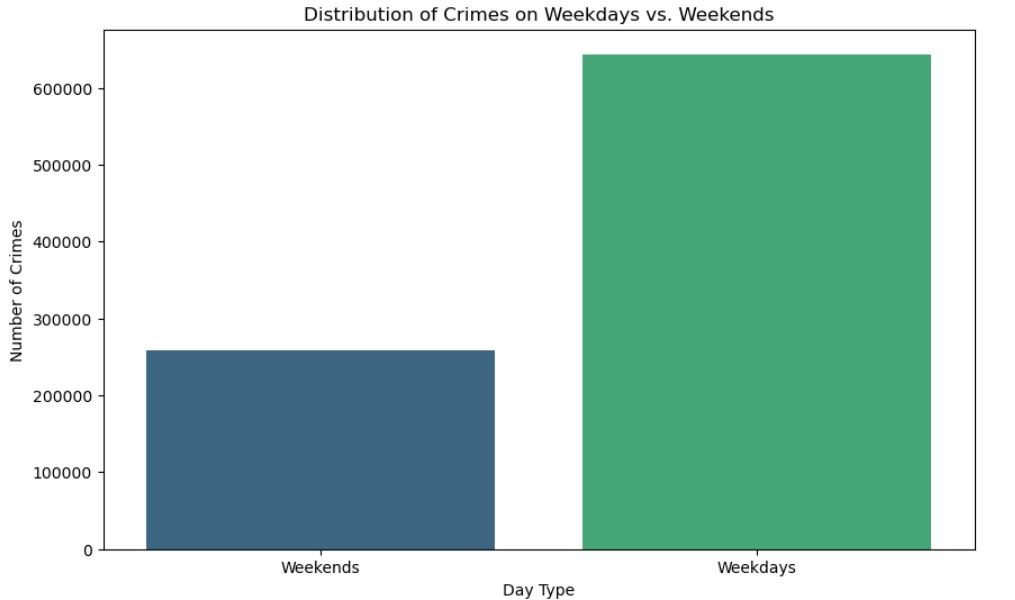 Distribution of Crimes on Weekdays vs. Weekends
Number of Crimes
600000
500000
400000
300000
200000
100000
0
Weekends
Weekdays
Day Type